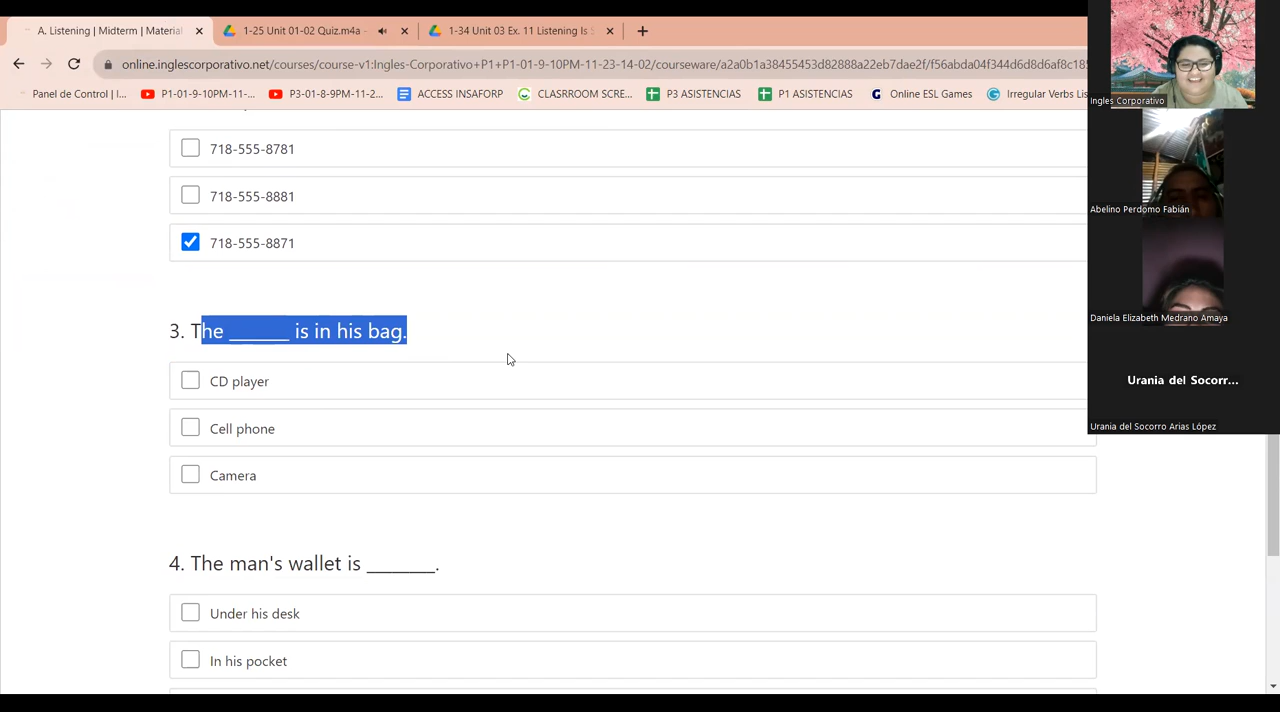 A. Listening | Midterm | Material
1-25 Unit 01-02 Quiz.m4a -
1-34 Unit 03 Ex. 11 Listening Is S
online.inglescorporativo.net/courses/course-v1:Ingles-Corporativo+P1+P1-01-9-10PM-11-23-14-02/courseware/a2a0b1a38455453d82888a22eb7dae2f/f56abda04f344d6d8d6af8c185
Panel de Control | I...
P1-01-9-10PM-11-...
P3-01-8-9PM-11-2...
ACCESS INSAFORP
CLASRROOM SCRE...
P3 ASISTENCIAS
P1 ASISTENCIAS
Online ESL Games
Irregular Verbs Lis
718-555-8781
718-555-8881
718-555-8871
3. The ______ is in his bag.
CD player
Cell phone
Camera
4. The man's wallet is _______.
Under his desk
In his pocket
Ingles Corporativo
Abelino Perdomo Fabián
Daniela Elizabeth Medrano Amaya
Urania del Socorr...
Urania del Socorro Arias López